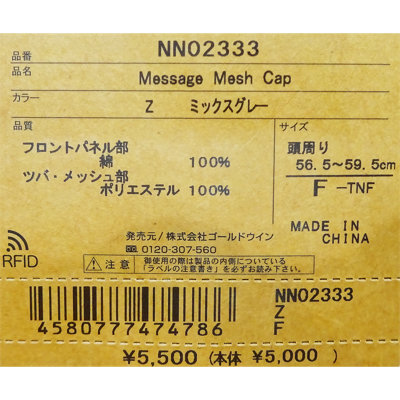 品番 NN02333
品名 Message Mesh Cap
カラー Z ミックスグレー
品質
フロントパネル部
綿 100%
ツバ・メッシュ部
ポリエステル 100%
サイズ
頭周り
56.5～59.5cm
F -TNF
MADE IN
CHINA
発売元/株式会社ゴールドウイン
0120-307-560
RFID
注意 御使用の際は製品の内側についている
「ラベルの注意書き」を必ずお読み下さい。
4580777474786
NN02333
Z
F
¥5,500 (本体 ¥5,000)